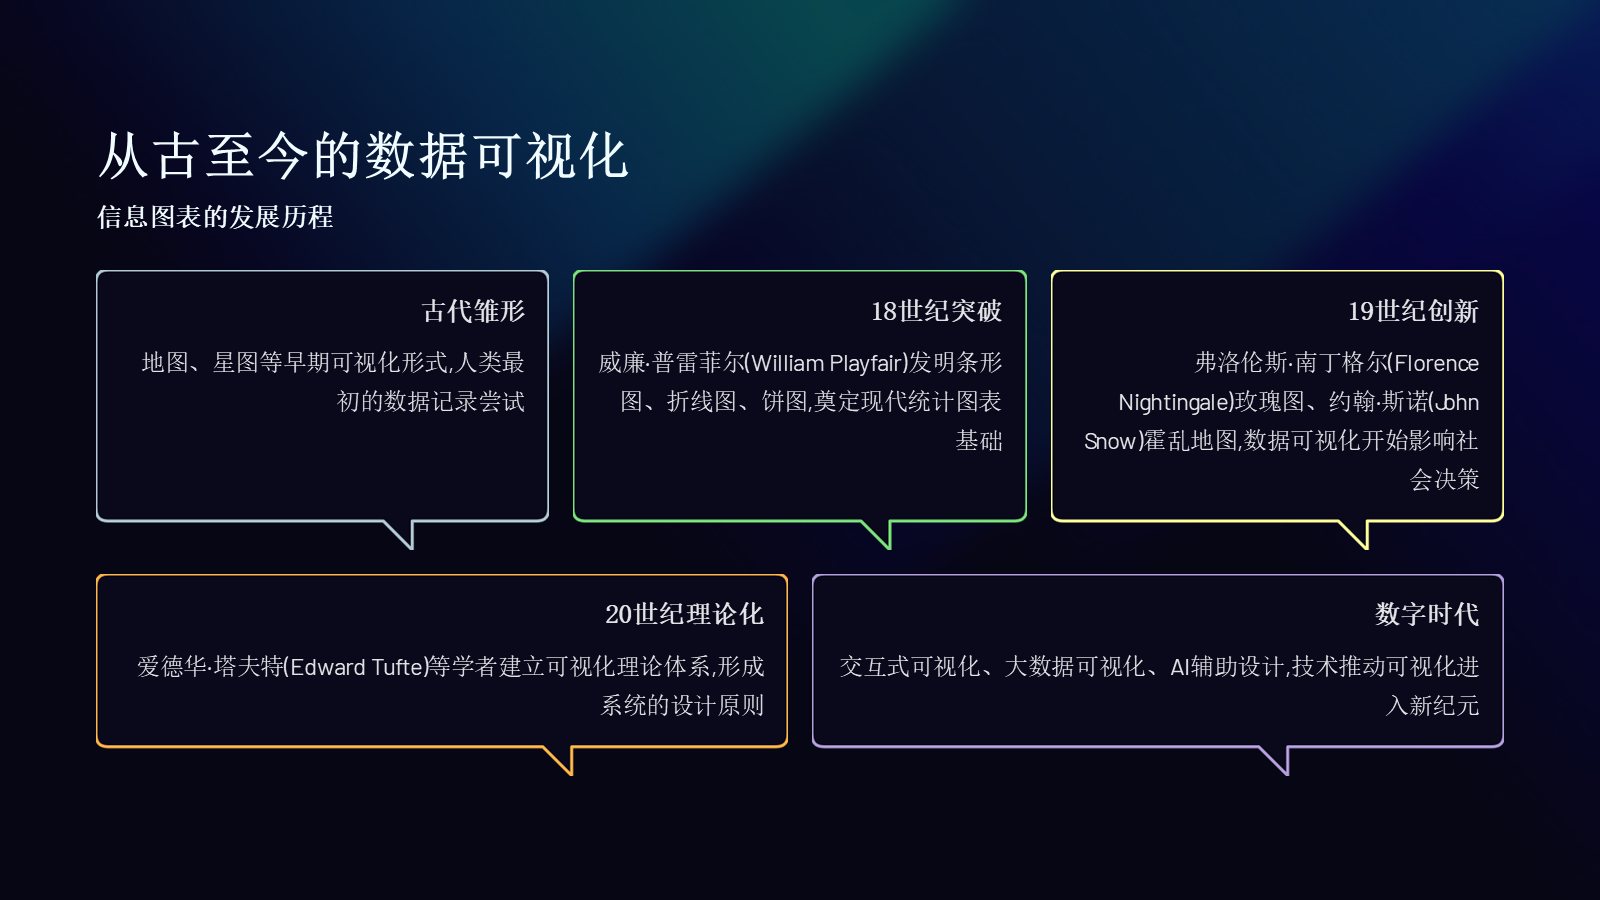 从古至今的数据可视化
信息图表的发展历程
古代雏形
地图、星图等早期可视化形式,人类最
初的数据记录尝试
18世纪突破
威廉·普雷菲尔(William Playfair)发明条形
图、折线图、饼图,奠定现代统计图表
基础
19世纪创新
弗洛伦斯·南丁格尔(Florence
Nightingale)玫瑰图、约翰·斯诺(John
Snow)霍乱地图,数据可视化开始影响社
会决策
20世纪理论化
爱德华·塔夫特(Edward Tufte)等学者建立可视化理论体系,形成
系统的设计原则
数字时代
交互式可视化、大数据可视化、AI辅助设计,技术推动可视化进
入新纪元